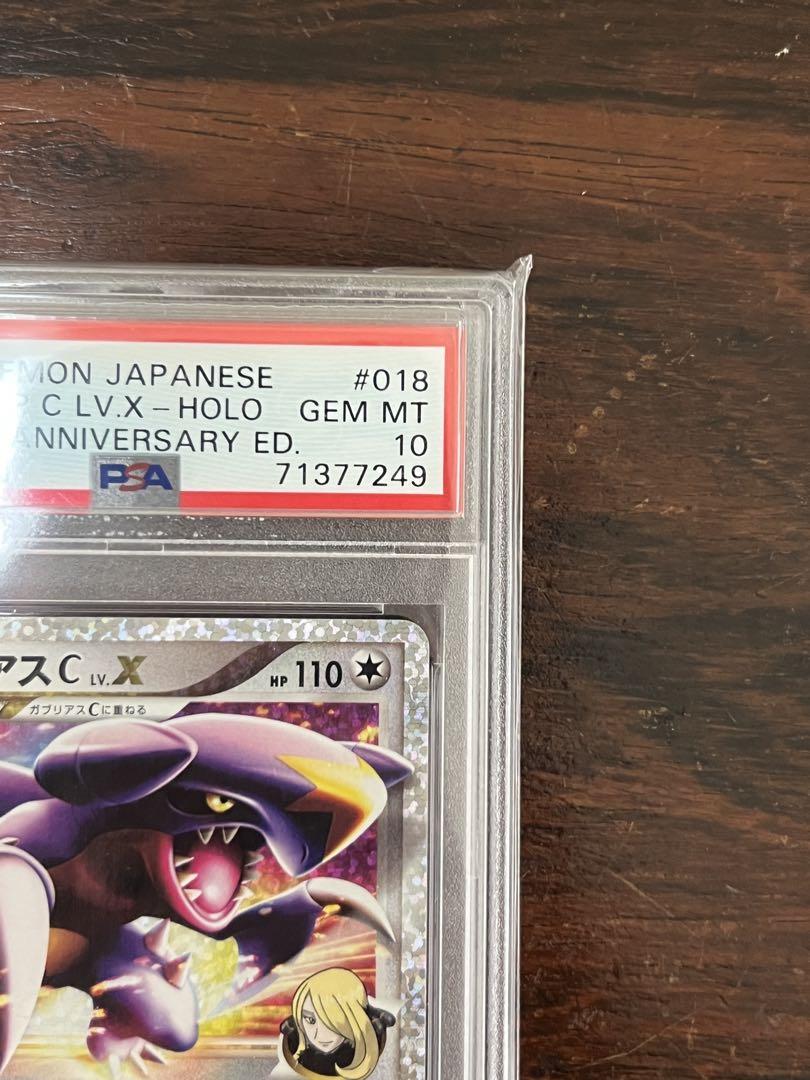 JAPANESE #018
C LV.X-HOLO GEM MT
ANNIVERSARY ED. 10
PSA 71377249
アスC LV.X HP 110
ガブリアスCに重ねる